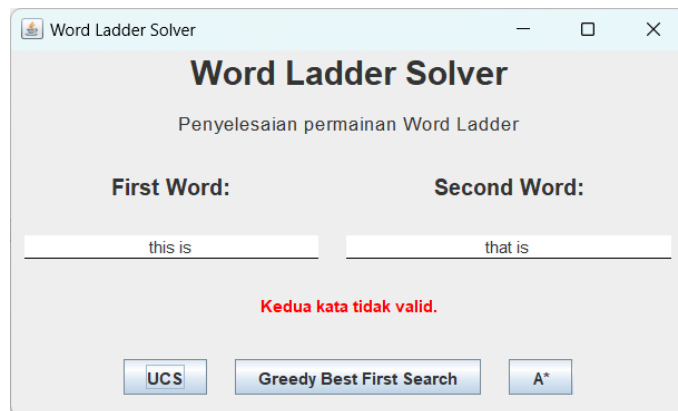 Word Ladder Solver
Word Ladder Solver
Penyelesaian permainan Word Ladder
First Word: Second Word:
this is that is
Kedua kata tidak valid.
UCS Greedy Best First Search A*